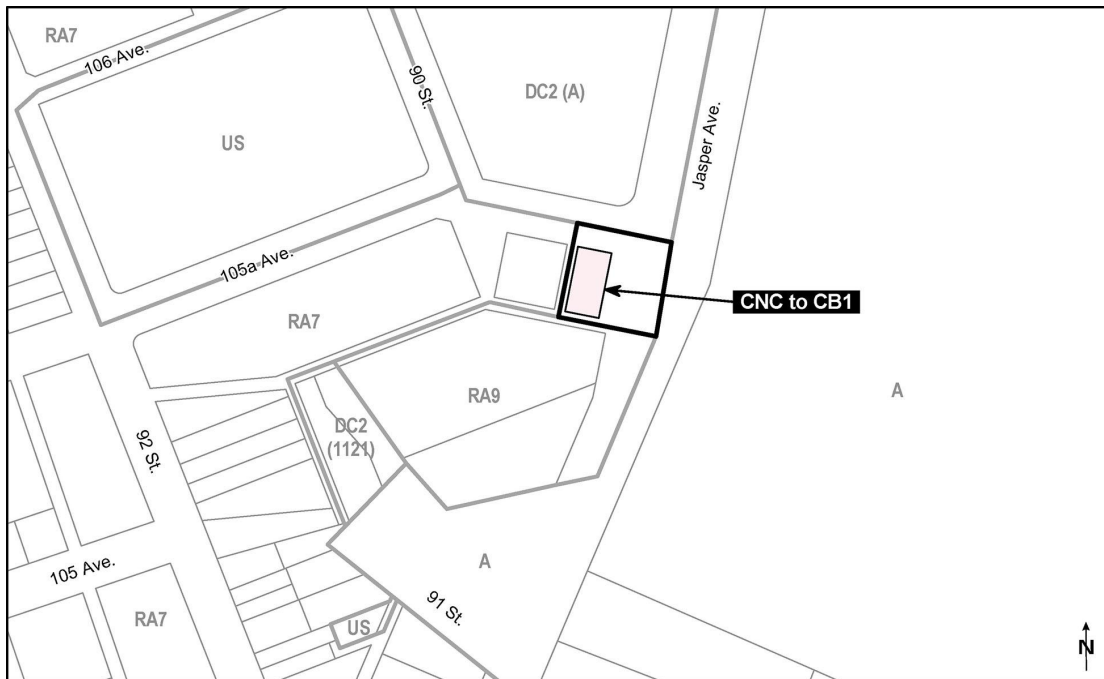 RA7
106 Ave.
90 St.
DC2 (A)
Jasper Ave.
US
105a Ave.
CNC to CB1
RA7
RA9
A
DC2
(1121)
92 St.
A
105 Ave.
91 St.
RA7
US
N